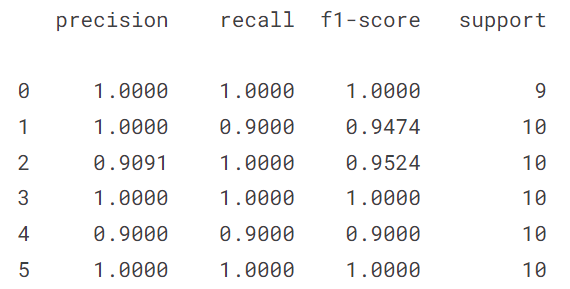 precision recall f1-score support
0 1.0000 1.0000 1.0000 9
1 1.0000 0.9000 0.9474 10
2 0.9091 1.0000 0.9524 10
3 1.0000 1.0000 1.0000 10
4 0.9000 0.9000 0.9000 10
5 1.0000 1.0000 1.0000 10